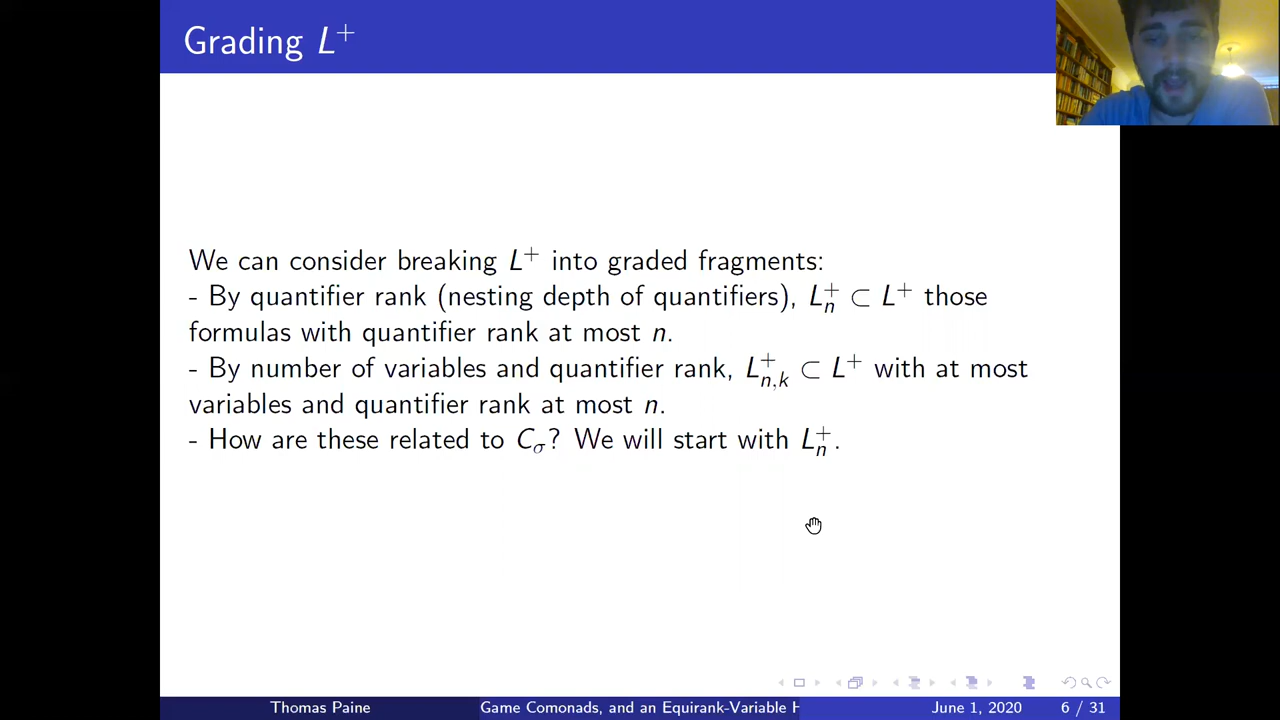 Grading L⁺
We can consider breaking L⁺ into graded fragments:
- By quantifier rank (nesting depth of quantifiers), Lₙ⁺ ⊂ L⁺ those
formulas with quantifier rank at most n.
- By number of variables and quantifier rank, L⁺ₙ,ₖ ⊂ L⁺ with at most
variables and quantifier rank at most n.
- How are these related to C_σ? We will start with Lₙ⁺.
Thomas Paine
Game Comonads, and an Equirank-Variable H
June 1, 2020
6 / 31